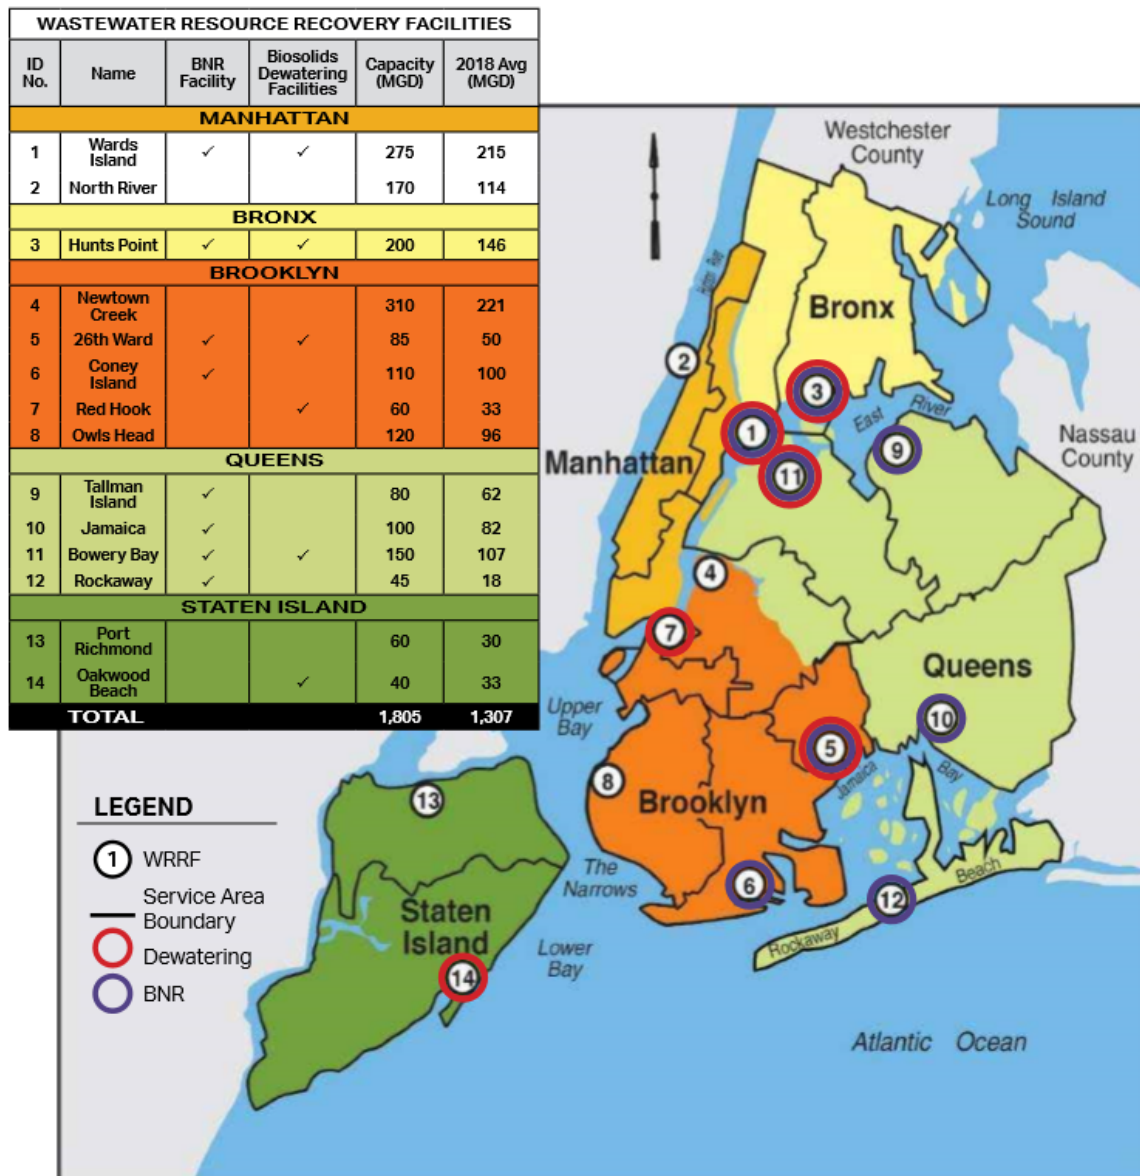 WASTEWATER RESOURCE RECOVERY FACILITIES
ID No. Name BNR Facility Biosolids Dewatering Facilities Capacity (MGD) 2018 Avg (MGD)
MANHATTAN
1 Wards Island ✓ ✓ 275 215
2 North River 170 114
BRONX
3 Hunts Point ✓ ✓ 200 146
BROOKLYN
4 Newtown Creek 310 221
5 26th Ward ✓ ✓ 85 50
6 Coney Island ✓ 110 100
7 Red Hook ✓ 60 33
8 Owls Head 120 96
QUEENS
9 Tallman Island ✓ 80 62
10 Jamaica ✓ 100 82
11 Bowery Bay ✓ ✓ 150 107
12 Rockaway ✓ 45 18
STATEN ISLAND
13 Port Richmond 60 30
14 Oakwood Beach ✓ 40 33
TOTAL 1,805 1,307
Westchester
County
Long Island
Sound
Bronx
2
3
East River
1
9
Nassau
County
Manhattan
11
4
7
Queens
Upper
Bay
10
5
Jamaica Bay
8
Brooklyn
13
The
Narrows
6
12
Beach
Rockaway
Staten
Island
14
Lower
Bay
Atlantic Ocean
LEGEND
1 WRRF
Service Area
Boundary
Dewatering
BNR